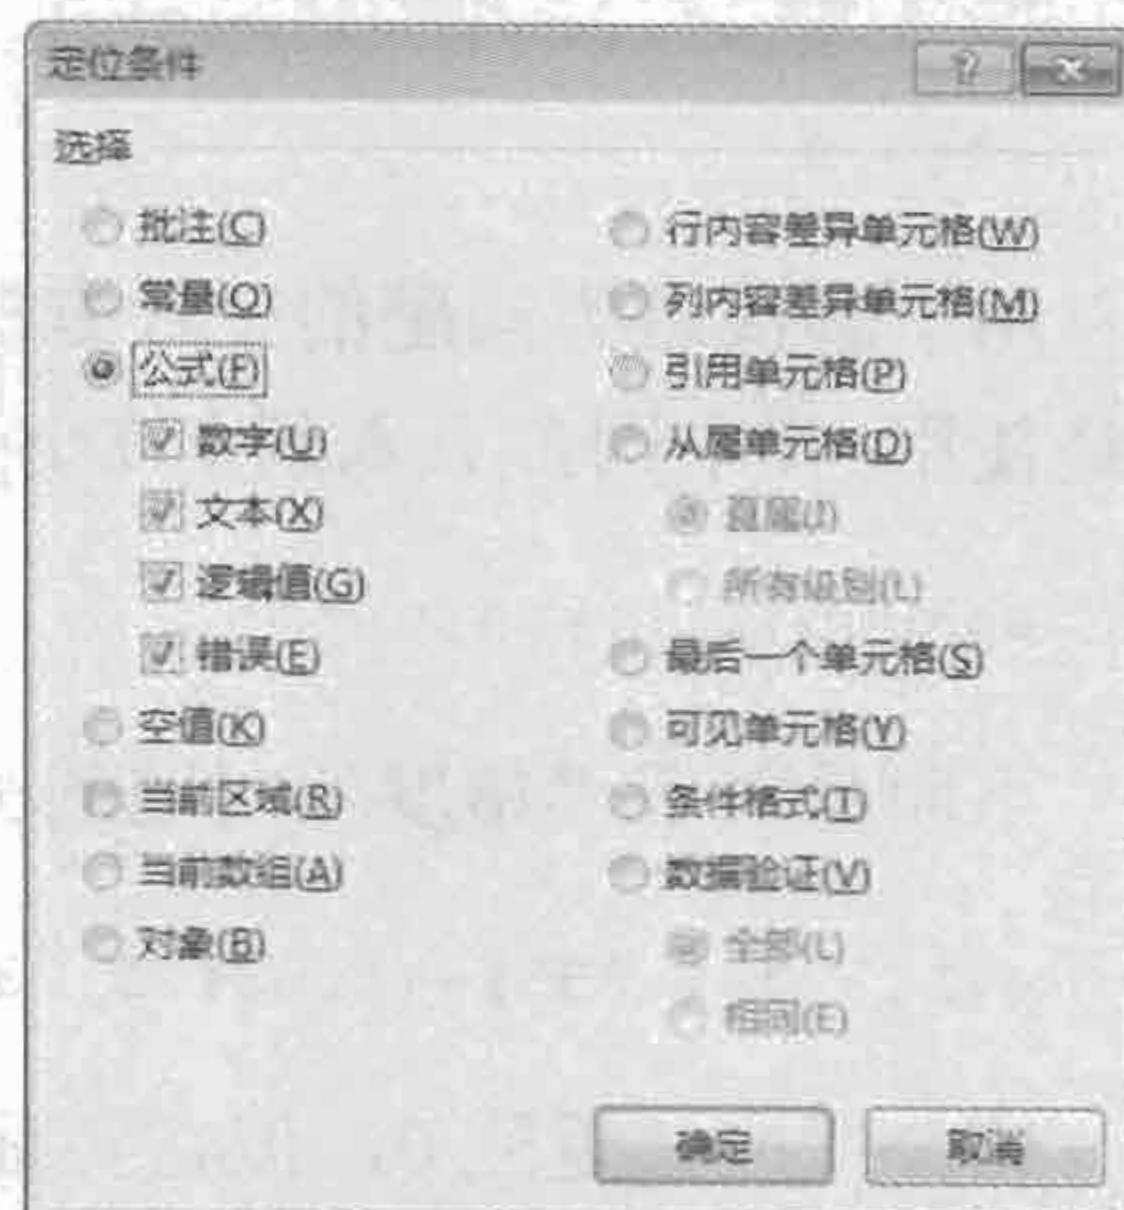 定位条件
选择
批注(C)
常量(O)
公式(F)
数字(U)
文本(X)
逻辑值(G)
错误(E)
空值(K)
当前区域(R)
当前数组(A)
对象(B)
行内容差异单元格(W)
列内容差异单元格(M)
引用单元格(P)
从属单元格(D)
直属(I)
所有级别(L)
最后一个单元格(S)
可见单元格(Y)
条件格式(T)
数据验证(V)
全部(L)
相同(E)
确定
取消